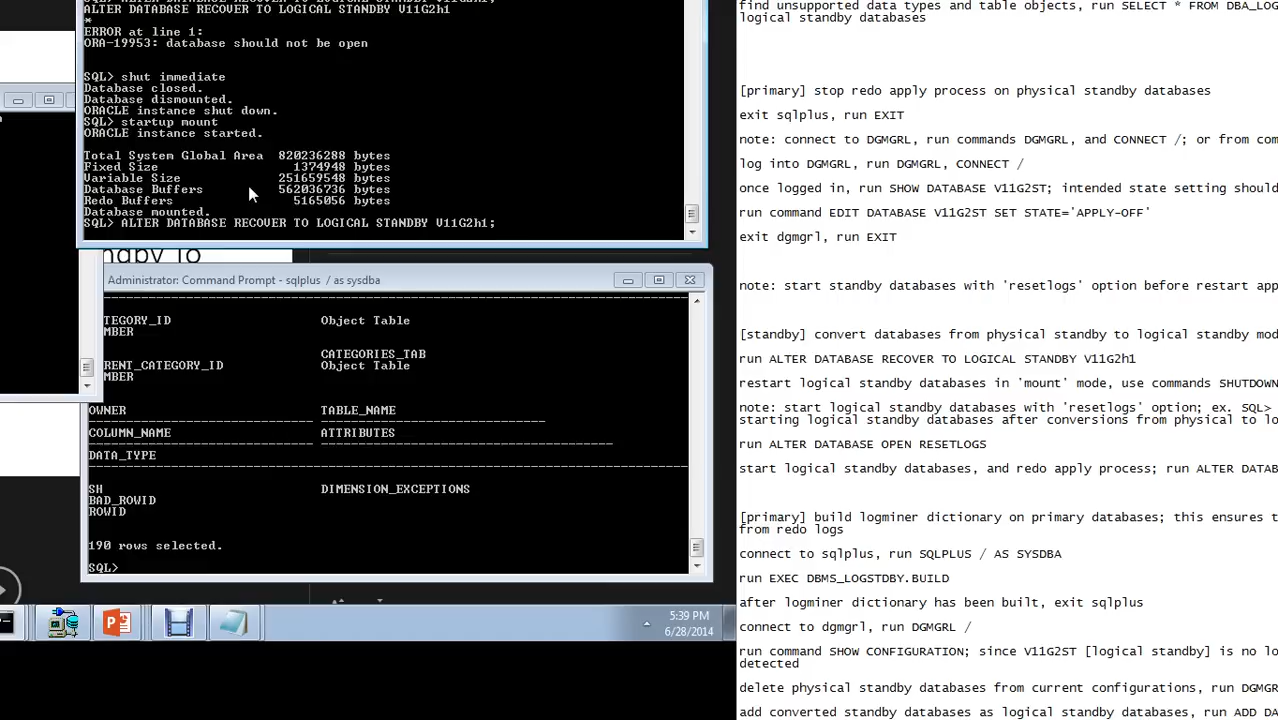 ALTER DATABASE RECOVER TO LOGICAL STANDBY V11G2h1
*
ERROR at line 1:
ORA-19953: database should not be open
SQL> shut immediate
Database closed.
Database dismounted.
ORACLE instance shut down.
SQL> startup mount
ORACLE instance started.
Total System Global Area  820236288 bytes
Fixed Size                  1374948 bytes
Variable Size             251659548 bytes
Database Buffers          562036736 bytes
Redo Buffers                5165056 bytes
Database mounted.
SQL> ALTER DATABASE RECOVER TO LOGICAL STANDBY V11G2h1;
ndby To
Administrator: Command Prompt - sqlplus / as sysdba
TEGORY_ID Object Table
MBER
CATEGORIES_TAB
RENT_CATEGORY_ID Object Table
MBER
OWNER TABLE_NAME
COLUMN_NAME ATTRIBUTES
DATA_TYPE
SH DIMENSION_EXCEPTIONS
BAD_ROWID
ROWID
190 rows selected.
SQL>
5:39 PM
6/28/2014
find unsupported data types and table objects, run SELECT * FROM DBA_LOG
logical standby databases
[primary] stop redo apply process on physical standby databases
exit sqlplus, run EXIT
note: connect to DGMGRL, run commands DGMGRL, and CONNECT /; or from com
log into DGMGRL, run DGMGRL, CONNECT /
once logged in, run SHOW DATABASE V11G2ST; intended state setting should
run command EDIT DATABASE V11G2ST SET STATE='APPLY-OFF'
exit dgmgrl, run EXIT
note: start standby databases with 'resetlogs' option before restart app
[standby] convert databases from physical standby to logical standby mod
run ALTER DATABASE RECOVER TO LOGICAL STANDBY V11G2h1
restart logical standby databases in 'mount' mode, use commands SHUTDOWN
note: start logical standby databases with 'resetlogs' option; ex. SQL>
starting logical standby databases after conversions from physical to lo
run ALTER DATABASE OPEN RESETLOGS
start logical standby databases, and redo apply process; run ALTER DATAB
[primary] build logminer dictionary on primary databases; this ensures t
from redo logs
connect to sqlplus, run SQLPLUS / AS SYSDBA
run EXEC DBMS_LOGSTDBY.BUILD
after logminer dictionary has been built, exit sqlplus
connect to dgmgrl, run DGMGRL /
run command SHOW CONFIGURATION; since V11G2ST [logical standby] is no lo
detected
delete physical standby databases from current configurations, run DGMGR
add converted standby databases as logical standby databases, run ADD DA